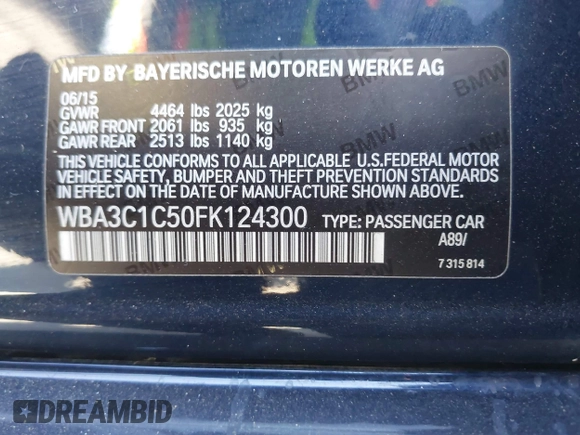 MFD BY BAYERISCHE MOTOREN WERKE AG
06/15
GVWR 4464 lbs 2025 kg
GAWR FRONT 2061 lbs 935 kg
GAWR REAR 2513 lbs 1140 kg
THIS VEHICLE CONFORMS TO ALL APPLICABLE U.S.FEDERAL MOTOR
VEHICLE SAFETY, BUMPER AND THEFT PREVENTION STANDARDS
IN EFFECT ON THE DATE OF MANUFACTURE SHOWN ABOVE.
WBA3C1C50FK124300 TYPE: PASSENGER CAR
A89/
7 315 814
DREAMBID